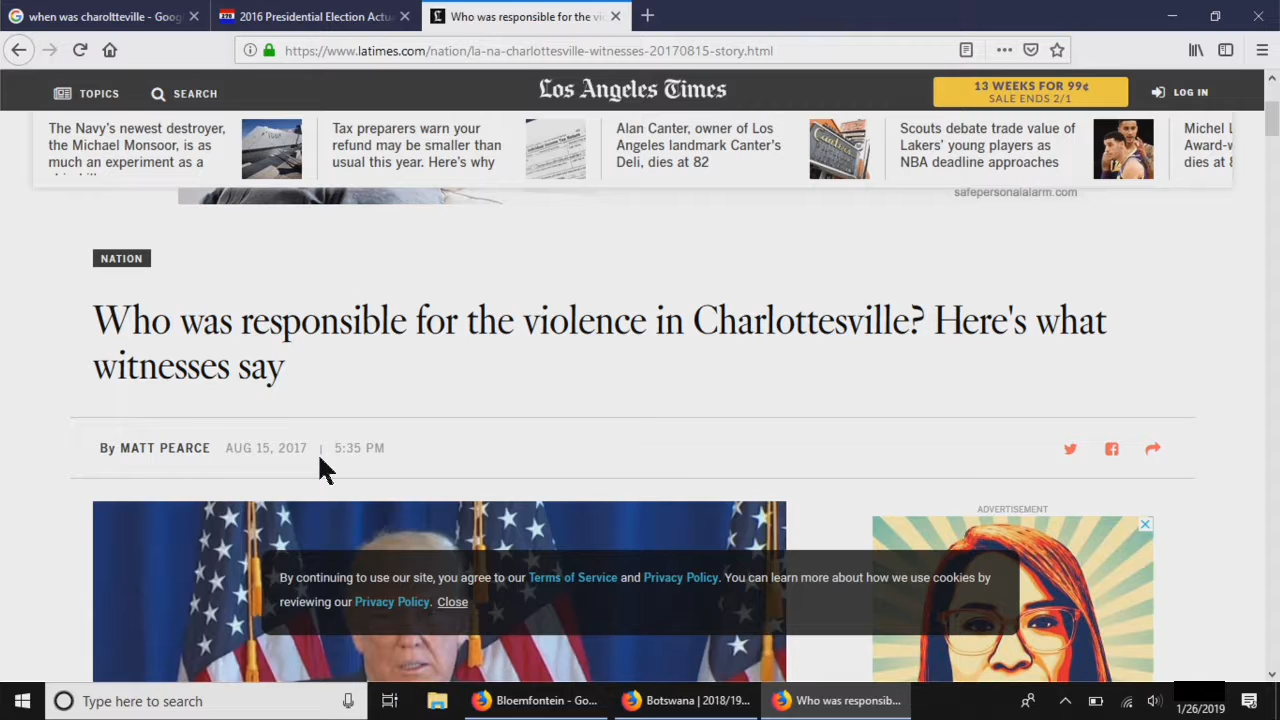 when was charoltteville - Goog
2016 Presidential Election Actua
Who was responsible for the vio
https://www.latimes.com/nation/la-na-charlottesville-witnesses-20170815-story.html
TOPICS
SEARCH
Los Angeles Times
13 WEEKS FOR 99¢
SALE ENDS 2/1
LOG IN
The Navy's newest destroyer,
the Michael Monsoor, is as
much an experiment as a
Tax preparers warn your
refund may be smaller than
usual this year. Here's why
Alan Canter, owner of Los
Angeles landmark Canter's
Deli, dies at 82
Scouts debate trade value of
Lakers' young players as
NBA deadline approaches
Michel L
Award-w
dies at 8
safepersonalalarm.com
NATION
Who was responsible for the violence in Charlottesville? Here's what
witnesses say
By MATT PEARCE AUG 15, 2017 | 5:35 PM
ADVERTISEMENT
By continuing to use our site, you agree to our Terms of Service and Privacy Policy. You can learn more about how we use cookies by
reviewing our Privacy Policy. Close
Type here to search
Bloemfontein - Go...
Botswana | 2018/19...
Who was responsib...
1/26/2019